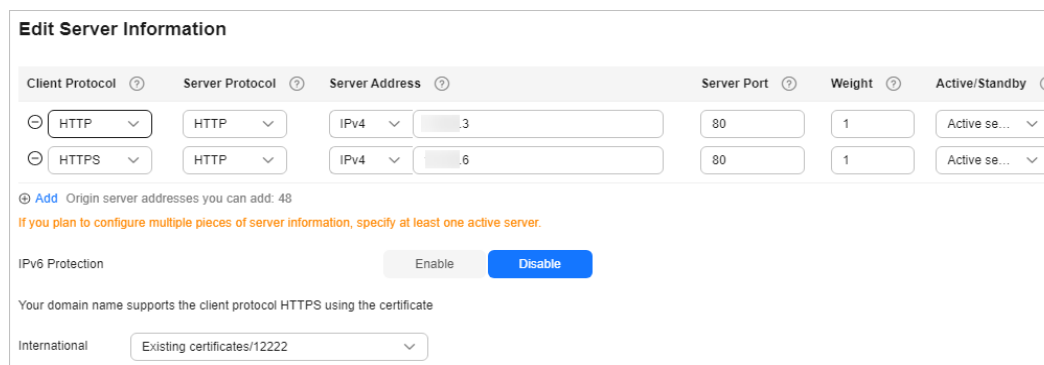 Edit Server Information
Client Protocol ? Server Protocol ? Server Address ? Server Port ? Weight ? Active/Standby
HTTP HTTP IPv4 .3 80 1 Active se...
HTTPS HTTP IPv4 .6 80 1 Active se...
Add Origin server addresses you can add: 48
If you plan to configure multiple pieces of server information, specify at least one active server.
IPv6 Protection Enable Disable
Your domain name supports the client protocol HTTPS using the certificate
International Existing certificates/12222